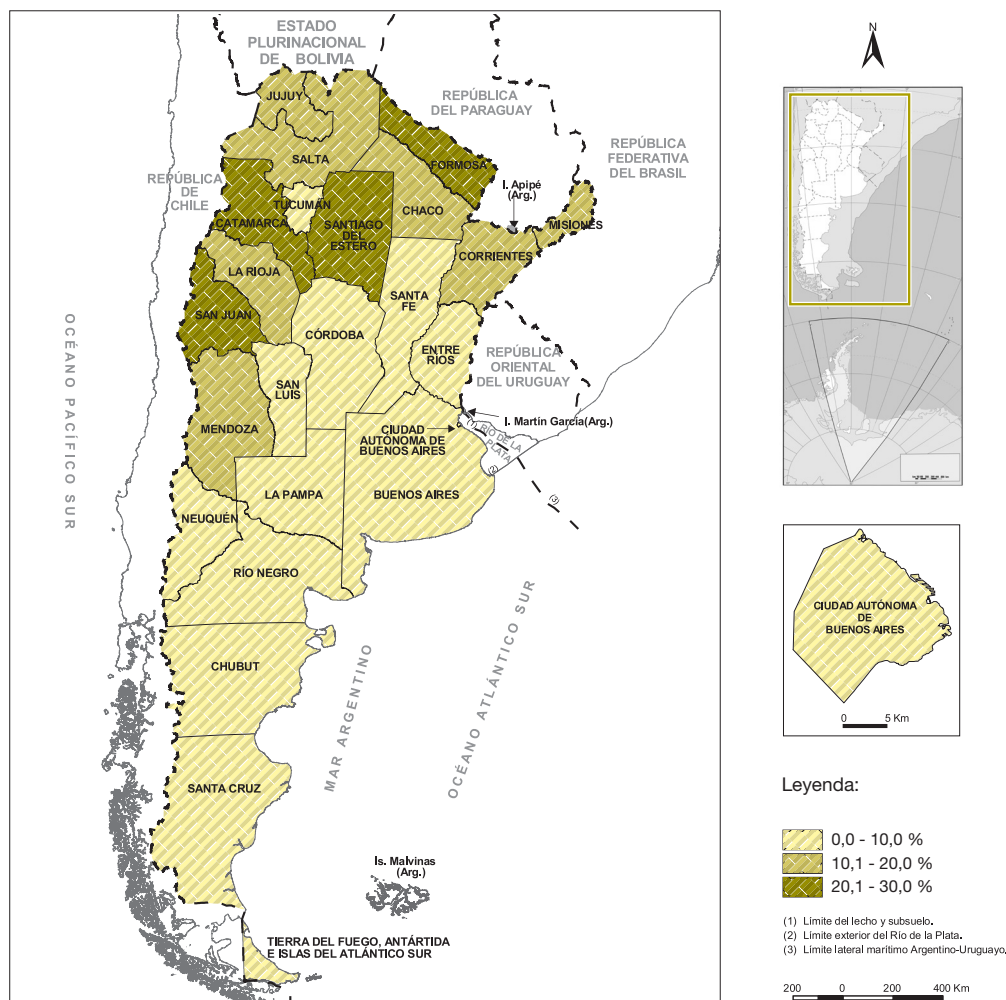 ESTADO
PLURINACIONAL
DE BOLIVIA
REPÚBLICA
DEL PARAGUAY
REPÚBLICA
FEDERATIVA
DEL BRASIL
REPÚBLICA
DE
CHILE
JUJUY
SALTA
FORMOSA
I. Apipé
(Arg.)
TUCUMÁN
CATAMARCA
SANTIAGO
DEL
ESTERO
CHACO
MISIONES
CORRIENTES
LA RIOJA
SAN JUAN
SANTA
FE
CÓRDOBA
ENTRE
RÍOS
REPÚBLICA
ORIENTAL
DEL URUGUAY
SAN
LUIS
MENDOZA
I. Martín García(Arg.)
CIUDAD
AUTÓNOMA DE
BUENOS AIRES
(1)
RÍO DE LA
PLATA
(2)
(3)
LA PAMPA
BUENOS AIRES
NEUQUÉN
RÍO NEGRO
CHUBUT
SANTA CRUZ
Is. Malvinas
(Arg.)
TIERRA DEL FUEGO, ANTÁRTIDA
E ISLAS DEL ATLÁNTICO SUR
OCÉANO PACÍFICO SUR
MAR ARGENTINO
OCÉANO ATLÁNTICO SUR
N
CIUDAD AUTÓNOMA
DE
BUENOS AIRES
0 5 Km
Leyenda:
0,0 - 10,0 %
10,1 - 20,0 %
20,1 - 30,0 %
(1) Límite del lecho y subsuelo.
(2) Límite exterior del Río de la Plata.
(3) Límite lateral marítimo Argentino-Uruguayo.
200 0 200 400 Km